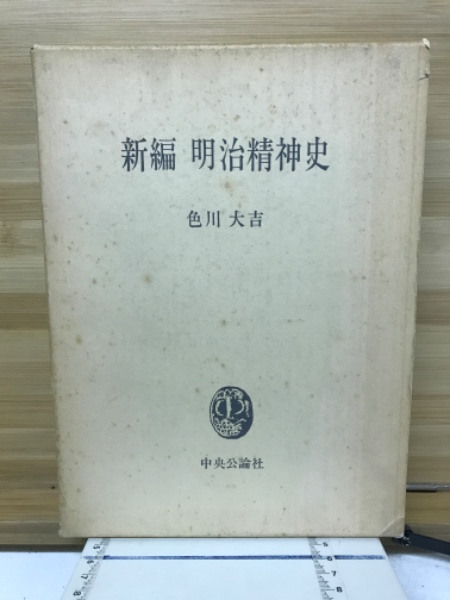 新編 明治精神史
色川大吉
中央公論社